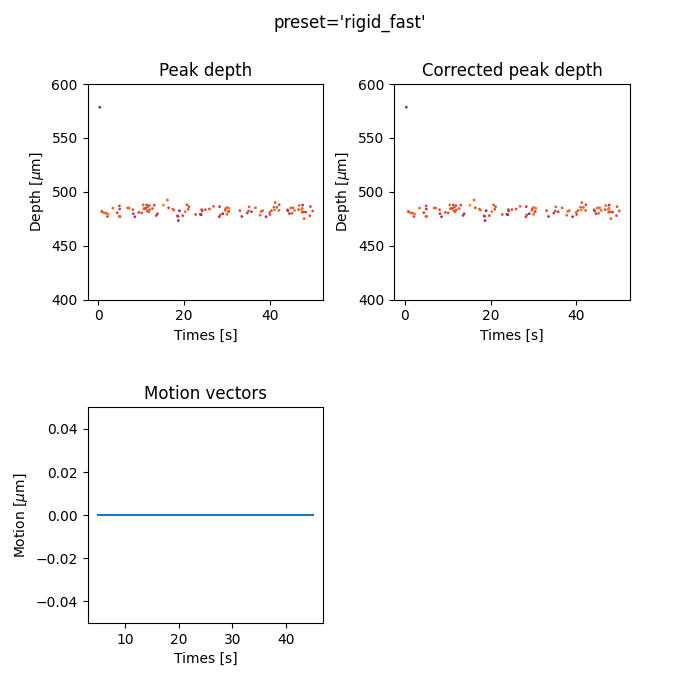 preset='rigid_fast'
Peak depth
Corrected peak depth
600
550
500
450
400
Depth [μm]
0
20
40
Times [s]
600
550
500
450
400
Depth [μm]
0
20
40
Times [s]
Motion vectors
0.04
0.02
0.00
−0.02
−0.04
Motion [μm]
10
20
30
40
Times [s]